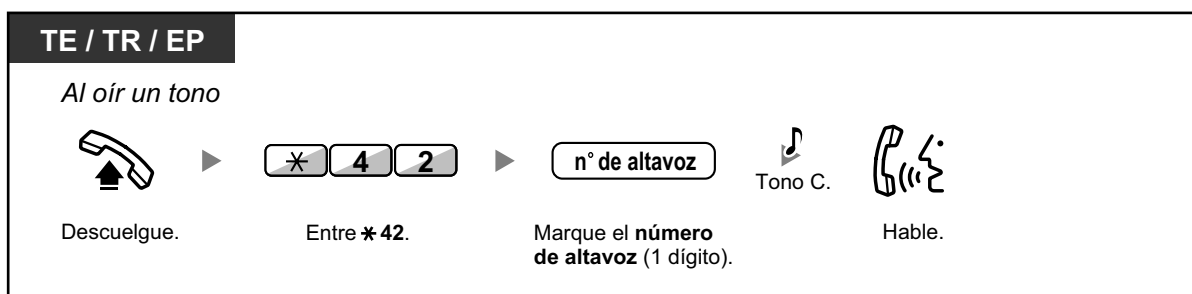 TE / TR / EP
Al oír un tono
* 4 2
n° de altavoz
Tono C.
Descuelgue.
Entre * 42.
Marque el número
de altavoz (1 dígito).
Hable.